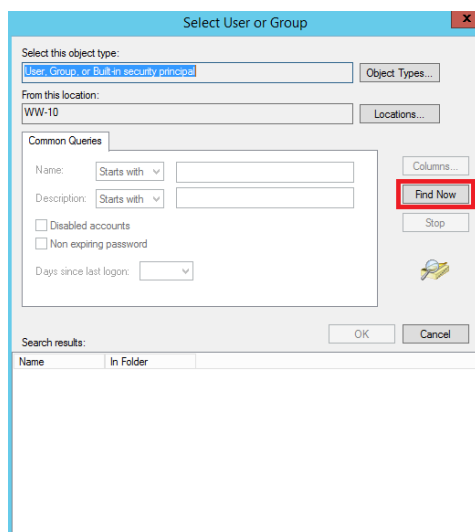 Select User or Group
x
Select this object type:
User, Group, or Built-in security principal
Object Types...
From this location:
WW-10
Locations...
Common Queries
Name:
Starts with
Columns...
Description:
Starts with
Find Now
Disabled accounts
Stop
Non expiring password
Days since last logon:
OK
Cancel
Search results:
Name
In Folder